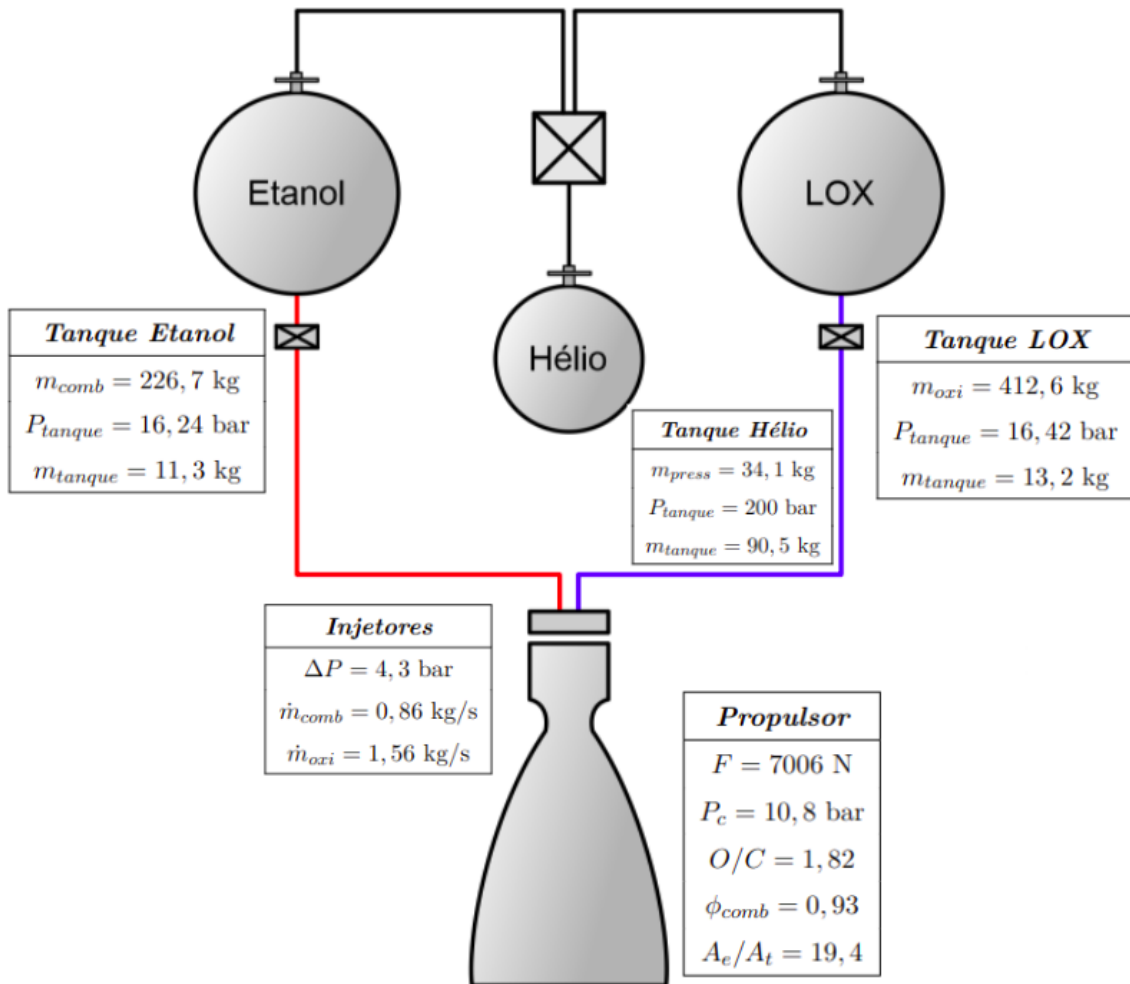 Etanol
LOX
Hélio
Tanque Etanol
m_comb = 226,7 kg
P_tanque = 16,24 bar
m_tanque = 11,3 kg
Tanque Hélio
m_press = 34,1 kg
P_tanque = 200 bar
m_tanque = 90,5 kg
Tanque LOX
m_oxi = 412,6 kg
P_tanque = 16,42 bar
m_tanque = 13,2 kg
Injetores
ΔP = 4,3 bar
ṁ_comb = 0,86 kg/s
ṁ_oxi = 1,56 kg/s
Propulsor
F = 7006 N
P_c = 10,8 bar
O/C = 1,82
ϕ_comb = 0,93
A_e/A_t = 19,4